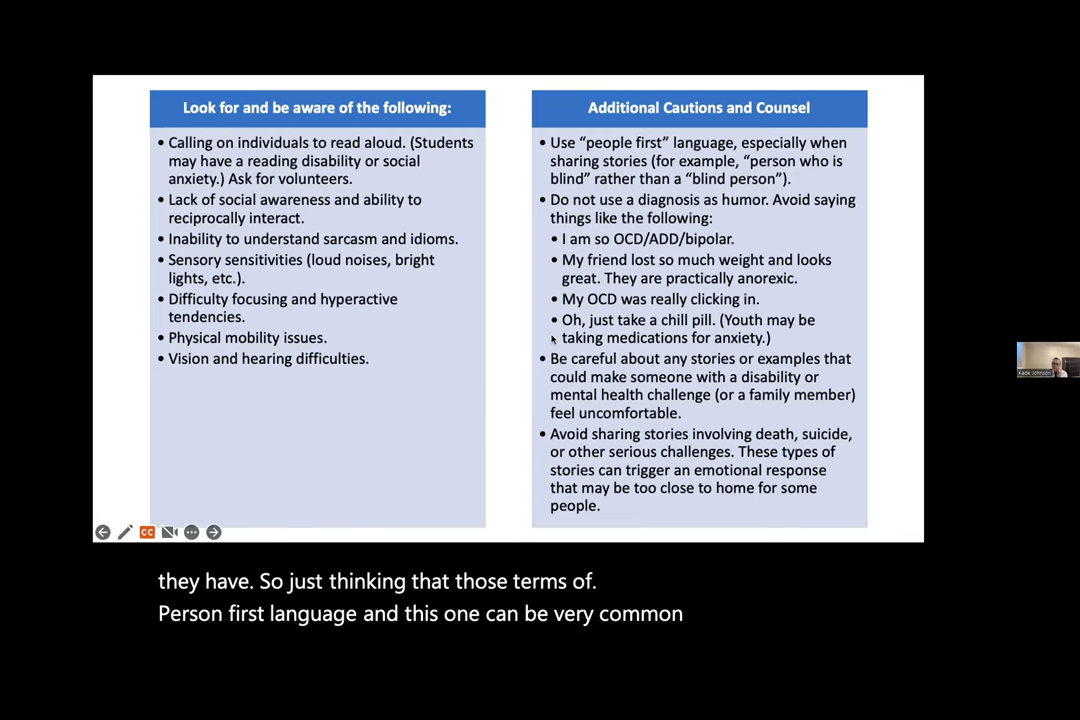 Look for and be aware of the following:
• Calling on individuals to read aloud. (Students
may have a reading disability or social
anxiety.) Ask for volunteers.
• Lack of social awareness and ability to
reciprocally interact.
• Inability to understand sarcasm and idioms.
• Sensory sensitivities (loud noises, bright
lights, etc.).
• Difficulty focusing and hyperactive
tendencies.
• Physical mobility issues.
• Vision and hearing difficulties.
Additional Cautions and Counsel
• Use “people first” language, especially when
sharing stories (for example, “person who is
blind” rather than a “blind person”).
• Do not use a diagnosis as humor. Avoid saying
things like the following:
• I am so OCD/ADD/bipolar.
• My friend lost so much weight and looks
great. They are practically anorexic.
• My OCD was really clicking in.
• Oh, just take a chill pill. (Youth may be
taking medications for anxiety.)
• Be careful about any stories or examples that
could make someone with a disability or
mental health challenge (or a family member)
feel uncomfortable.
• Avoid sharing stories involving death, suicide,
or other serious challenges. These types of
stories can trigger an emotional response
that may be too close to home for some
people.
CC
they have. So just thinking that those terms of.
Person first language and this one can be very common
Kade Johnson